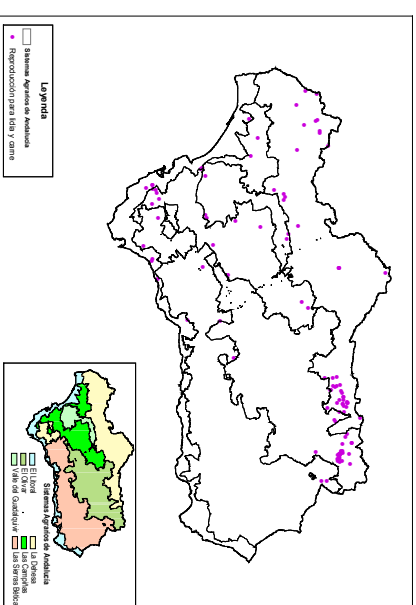 Leyenda
Sistemas Agrarios de Andalucía
Reproducción para lidia y carne
Sistemas Agrarios de Andalucía
El Litoral
El Olivar
Valle del Guadalquivir
La Dehesa
Las Campiñas
Las Sierras Béticas